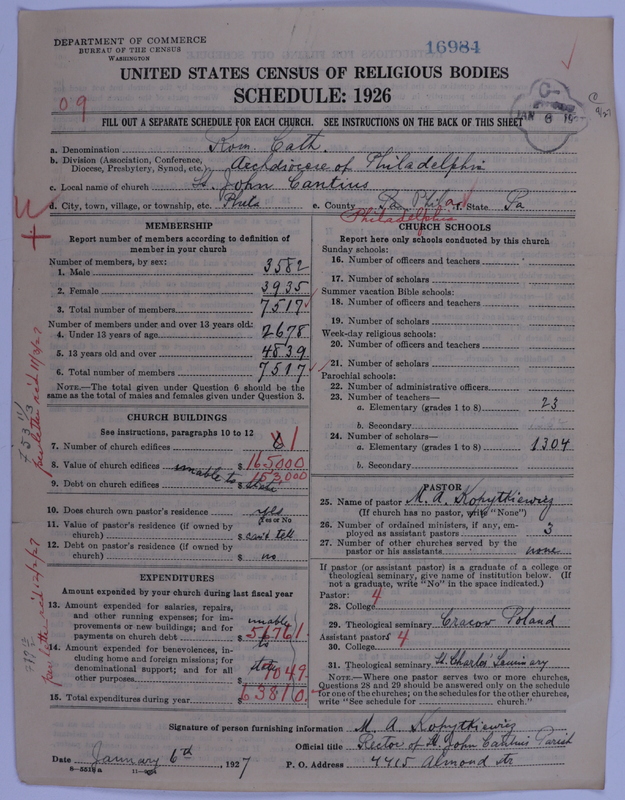 DEPARTMENT OF COMMERCE
BUREAU OF THE CENSUS
WASHINGTON
16984
UNITED STATES CENSUS OF RELIGIOUS BODIES
SCHEDULE: 1926
09
JAN 8
FILL OUT A SEPARATE SCHEDULE FOR EACH CHURCH. SEE INSTRUCTIONS ON THE BACK OF THIS SHEET
a. Denomination Rom. Cath.
b. Division (Association, Conference, Diocese, Presbytery, Synod, etc.) Archdiocese of Philadelphia
c. Local name of church St. John Cantius
d. City, town, village, or township, etc. Phila e. County Phila f. State Pa
Philadelphia
MEMBERSHIP
Report number of members according to definition of member in your church
Number of members, by sex:
1. Male 3582
2. Female 3935
3. Total number of members 7517
Number of members under and over 13 years old:
4. Under 13 years of age 2678
5. 13 years old and over 4839
6. Total number of members 7517
NOTE.—The total given under Question 6 should be the same as the total of males and females given under Question 3.
CHURCH BUILDINGS
See instructions, paragraphs 10 to 12
7. Number of church edifices 1
8. Value of church edifices $165000
9. Debt on church edifices unable to state $153,000
10. Does church own pastor's residence yes
Yes or No
11. Value of pastor's residence (if owned by church) $ can't tell
12. Debt on pastor's residence (if owned by church) $ no
EXPENDITURES
Amount expended by your church during last fiscal year
13. Amount expended for salaries, repairs, and other running expenses; for improvements or new buildings; and for payments on church debt unable $56761
14. Amount expended for benevolences, including home and foreign missions; for denominational support; and for all other purposes to state $7049
15. Total expenditures during year $63810
CHURCH SCHOOLS
Report here only schools conducted by this church
Sunday schools:
16. Number of officers and teachers
17. Number of scholars
Summer vacation Bible schools:
18. Number of officers and teachers
19. Number of scholars
Week-day religious schools:
20. Number of officers and teachers
21. Number of scholars
Parochial schools:
22. Number of administrative officers
23. Number of teachers—
a. Elementary (grades 1 to 8) 23
b. Secondary
24. Number of scholars—
a. Elementary (grades 1 to 8) 1304
b. Secondary
PASTOR
25. Name of pastor M. A. Kopytkiewicz
(If church has no pastor, write "None")
26. Number of ordained ministers, if any, employed as assistant pastors 3
27. Number of other churches served by the pastor or his assistants none
If pastor (or assistant pastor) is a graduate of a college or theological seminary, give name of institution below. (If not a graduate, write "No" in the space indicated.)
Pastor: 4
28. College
29. Theological seminary Cracow Poland
Assistant pastors 4
30. College
31. Theological seminary St. Charles Seminary
NOTE.—Where one pastor serves two or more churches, Questions 28 and 29 should be answered only on the schedule for one of the churches; on the schedules for the other churches, write "See schedule for church."
Signature of person furnishing information M. A. Kopytkiewicz
Official title Rector of St. John Cantius Parish
Date January 6th, 1927 P. O. Address 4415 Almond St
8—5518 a